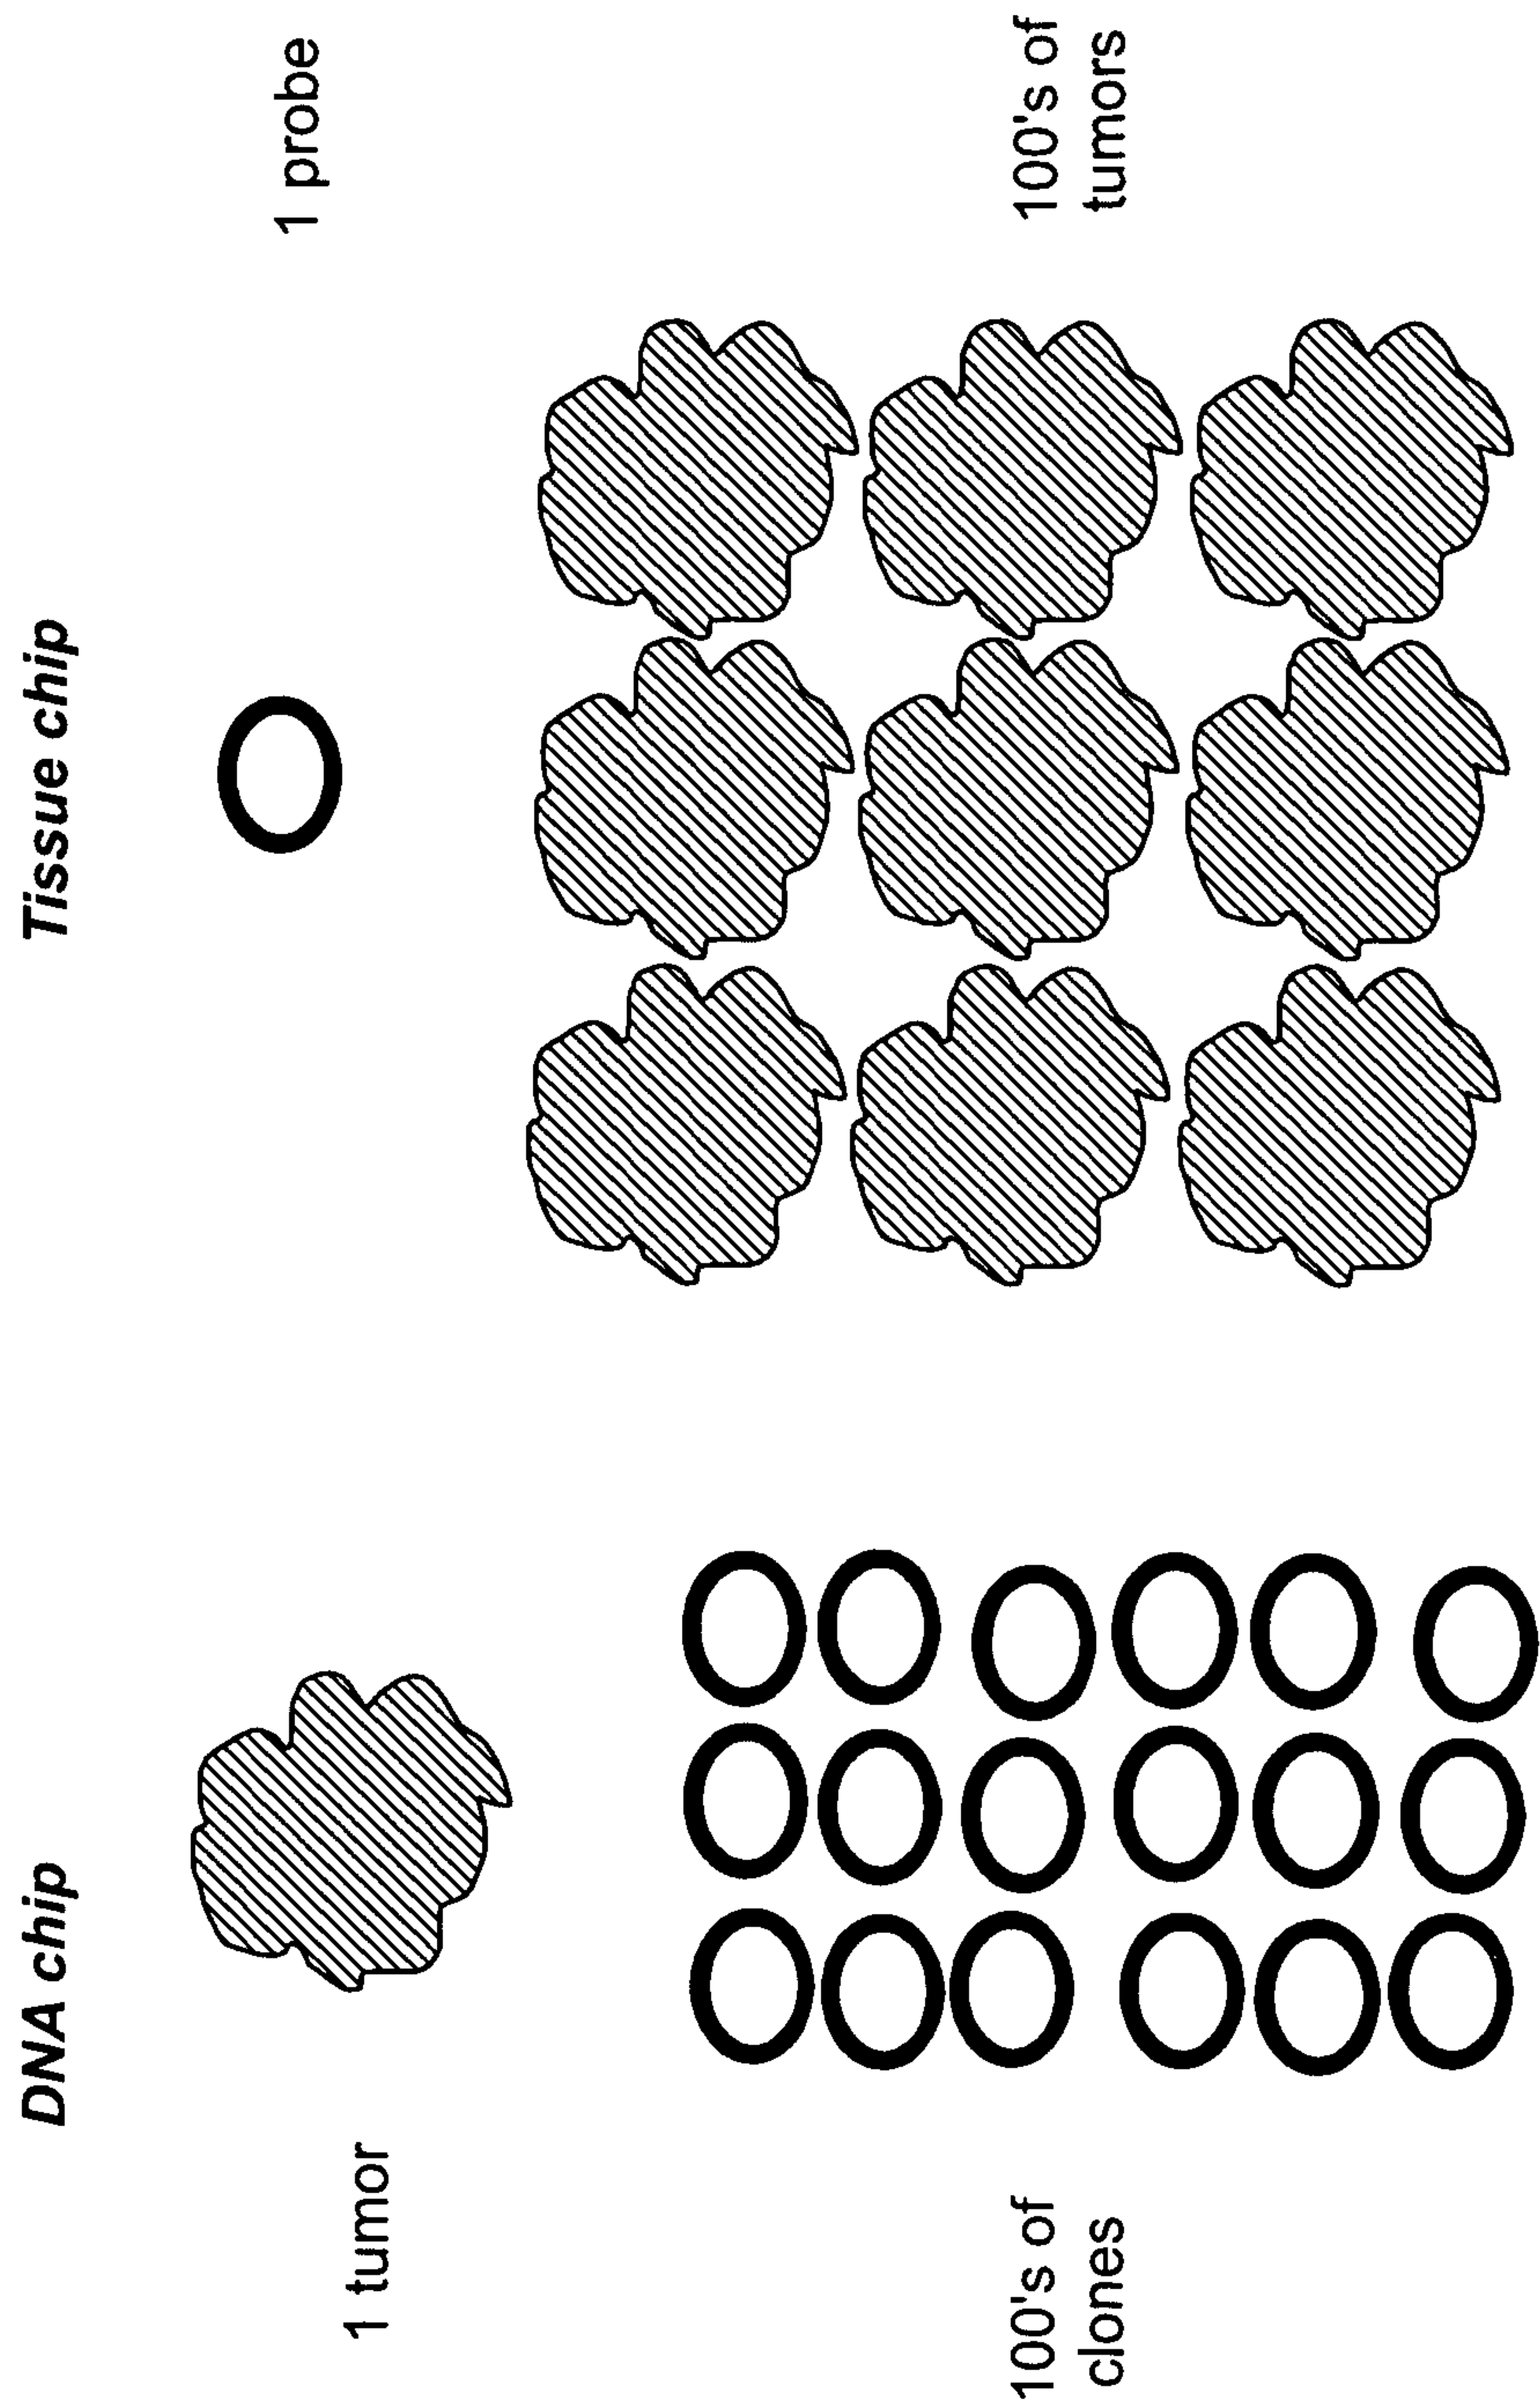 DNA chip
Tissue chip
1 tumor
1 probe
100's of
clones
100's of
tumors